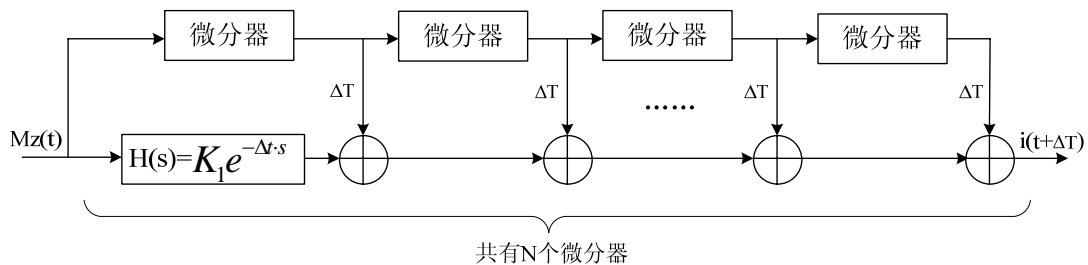 微分器 微分器 微分器 微分器
ΔT ΔT ΔT ΔT
......
Mz(t)
H(s)=K₁e^{-Δt·s}
i(t+ΔT)
共有N个微分器